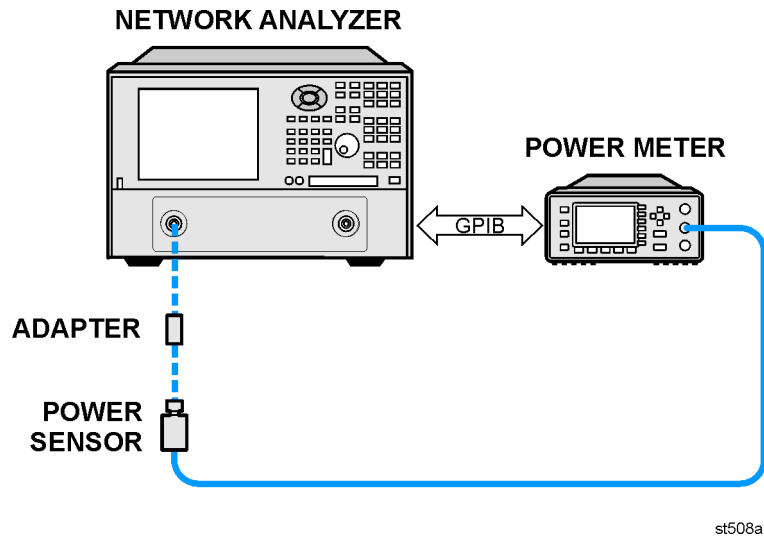 NETWORK ANALYZER
POWER METER
GPIB
ADAPTER
POWER
SENSOR
st508a